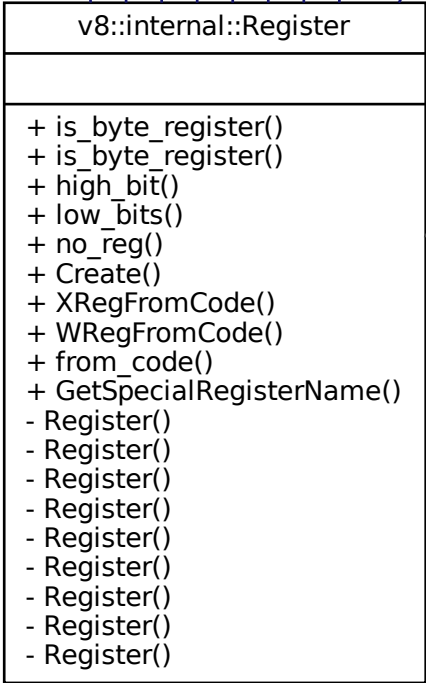 v8::internal::Register
+ is_byte_register()
+ is_byte_register()
+ high_bit()
+ low_bits()
+ no_reg()
+ Create()
+ XRegFromCode()
+ WRegFromCode()
+ from_code()
+ GetSpecialRegisterName()
- Register()
- Register()
- Register()
- Register()
- Register()
- Register()
- Register()
- Register()
- Register()